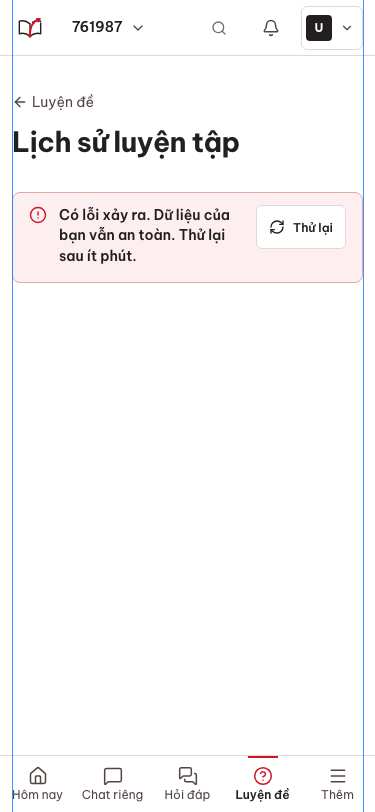 761987
U
Luyện đề
Lịch sử luyện tập
Có lỗi xảy ra. Dữ liệu của
bạn vẫn an toàn. Thử lại
sau ít phút.
Thử lại
Hôm nay
Chat riêng
Hỏi đáp
Luyện đề
Thêm